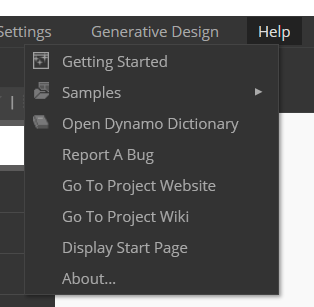 Settings Generative Design Help
Getting Started
Samples
Open Dynamo Dictionary
Report A Bug
Go To Project Website
Go To Project Wiki
Display Start Page
About...